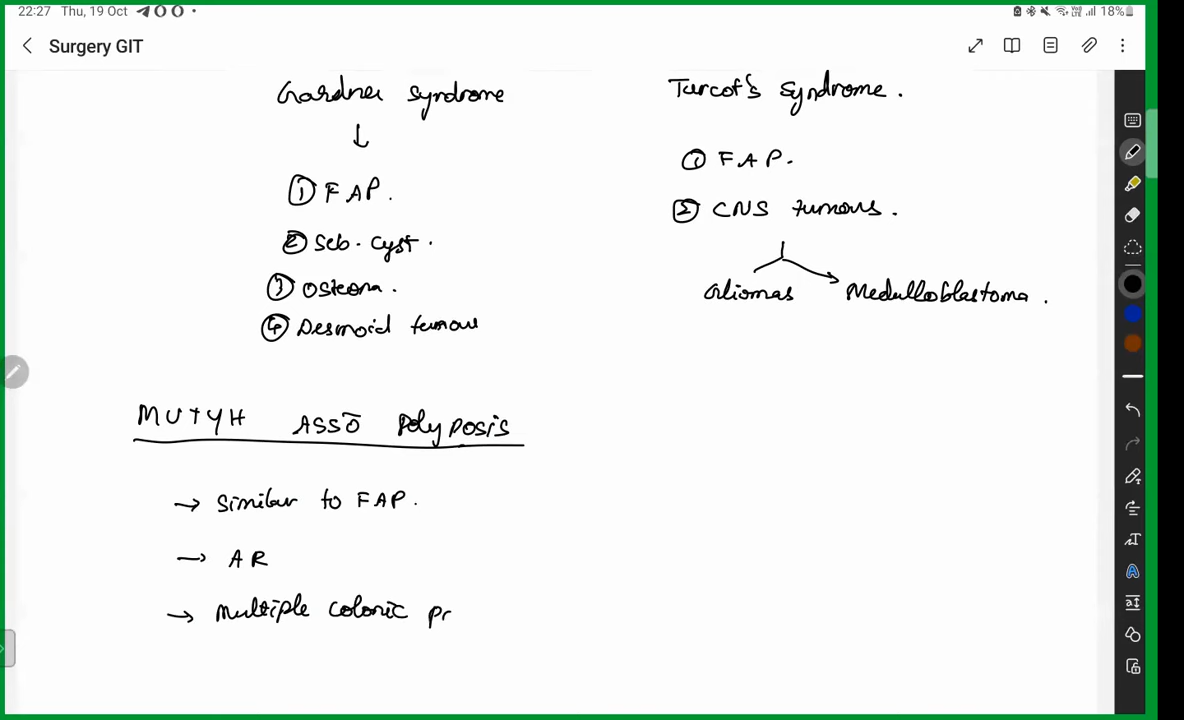 22:27 Thu, 19 Oct
18%
Surgery GIT
Gardner syndrome
① FAP.
② Seb. cyst.
③ Osteoma.
④ Desmoid tumour
Turcot's Syndrome.
① FAP.
② CNS tumours.
Gliomas Medulloblastoma.
MUTYH ASSO Polyposis
→ Similar to FAP.
→ AR
→ Multiple colonic pr